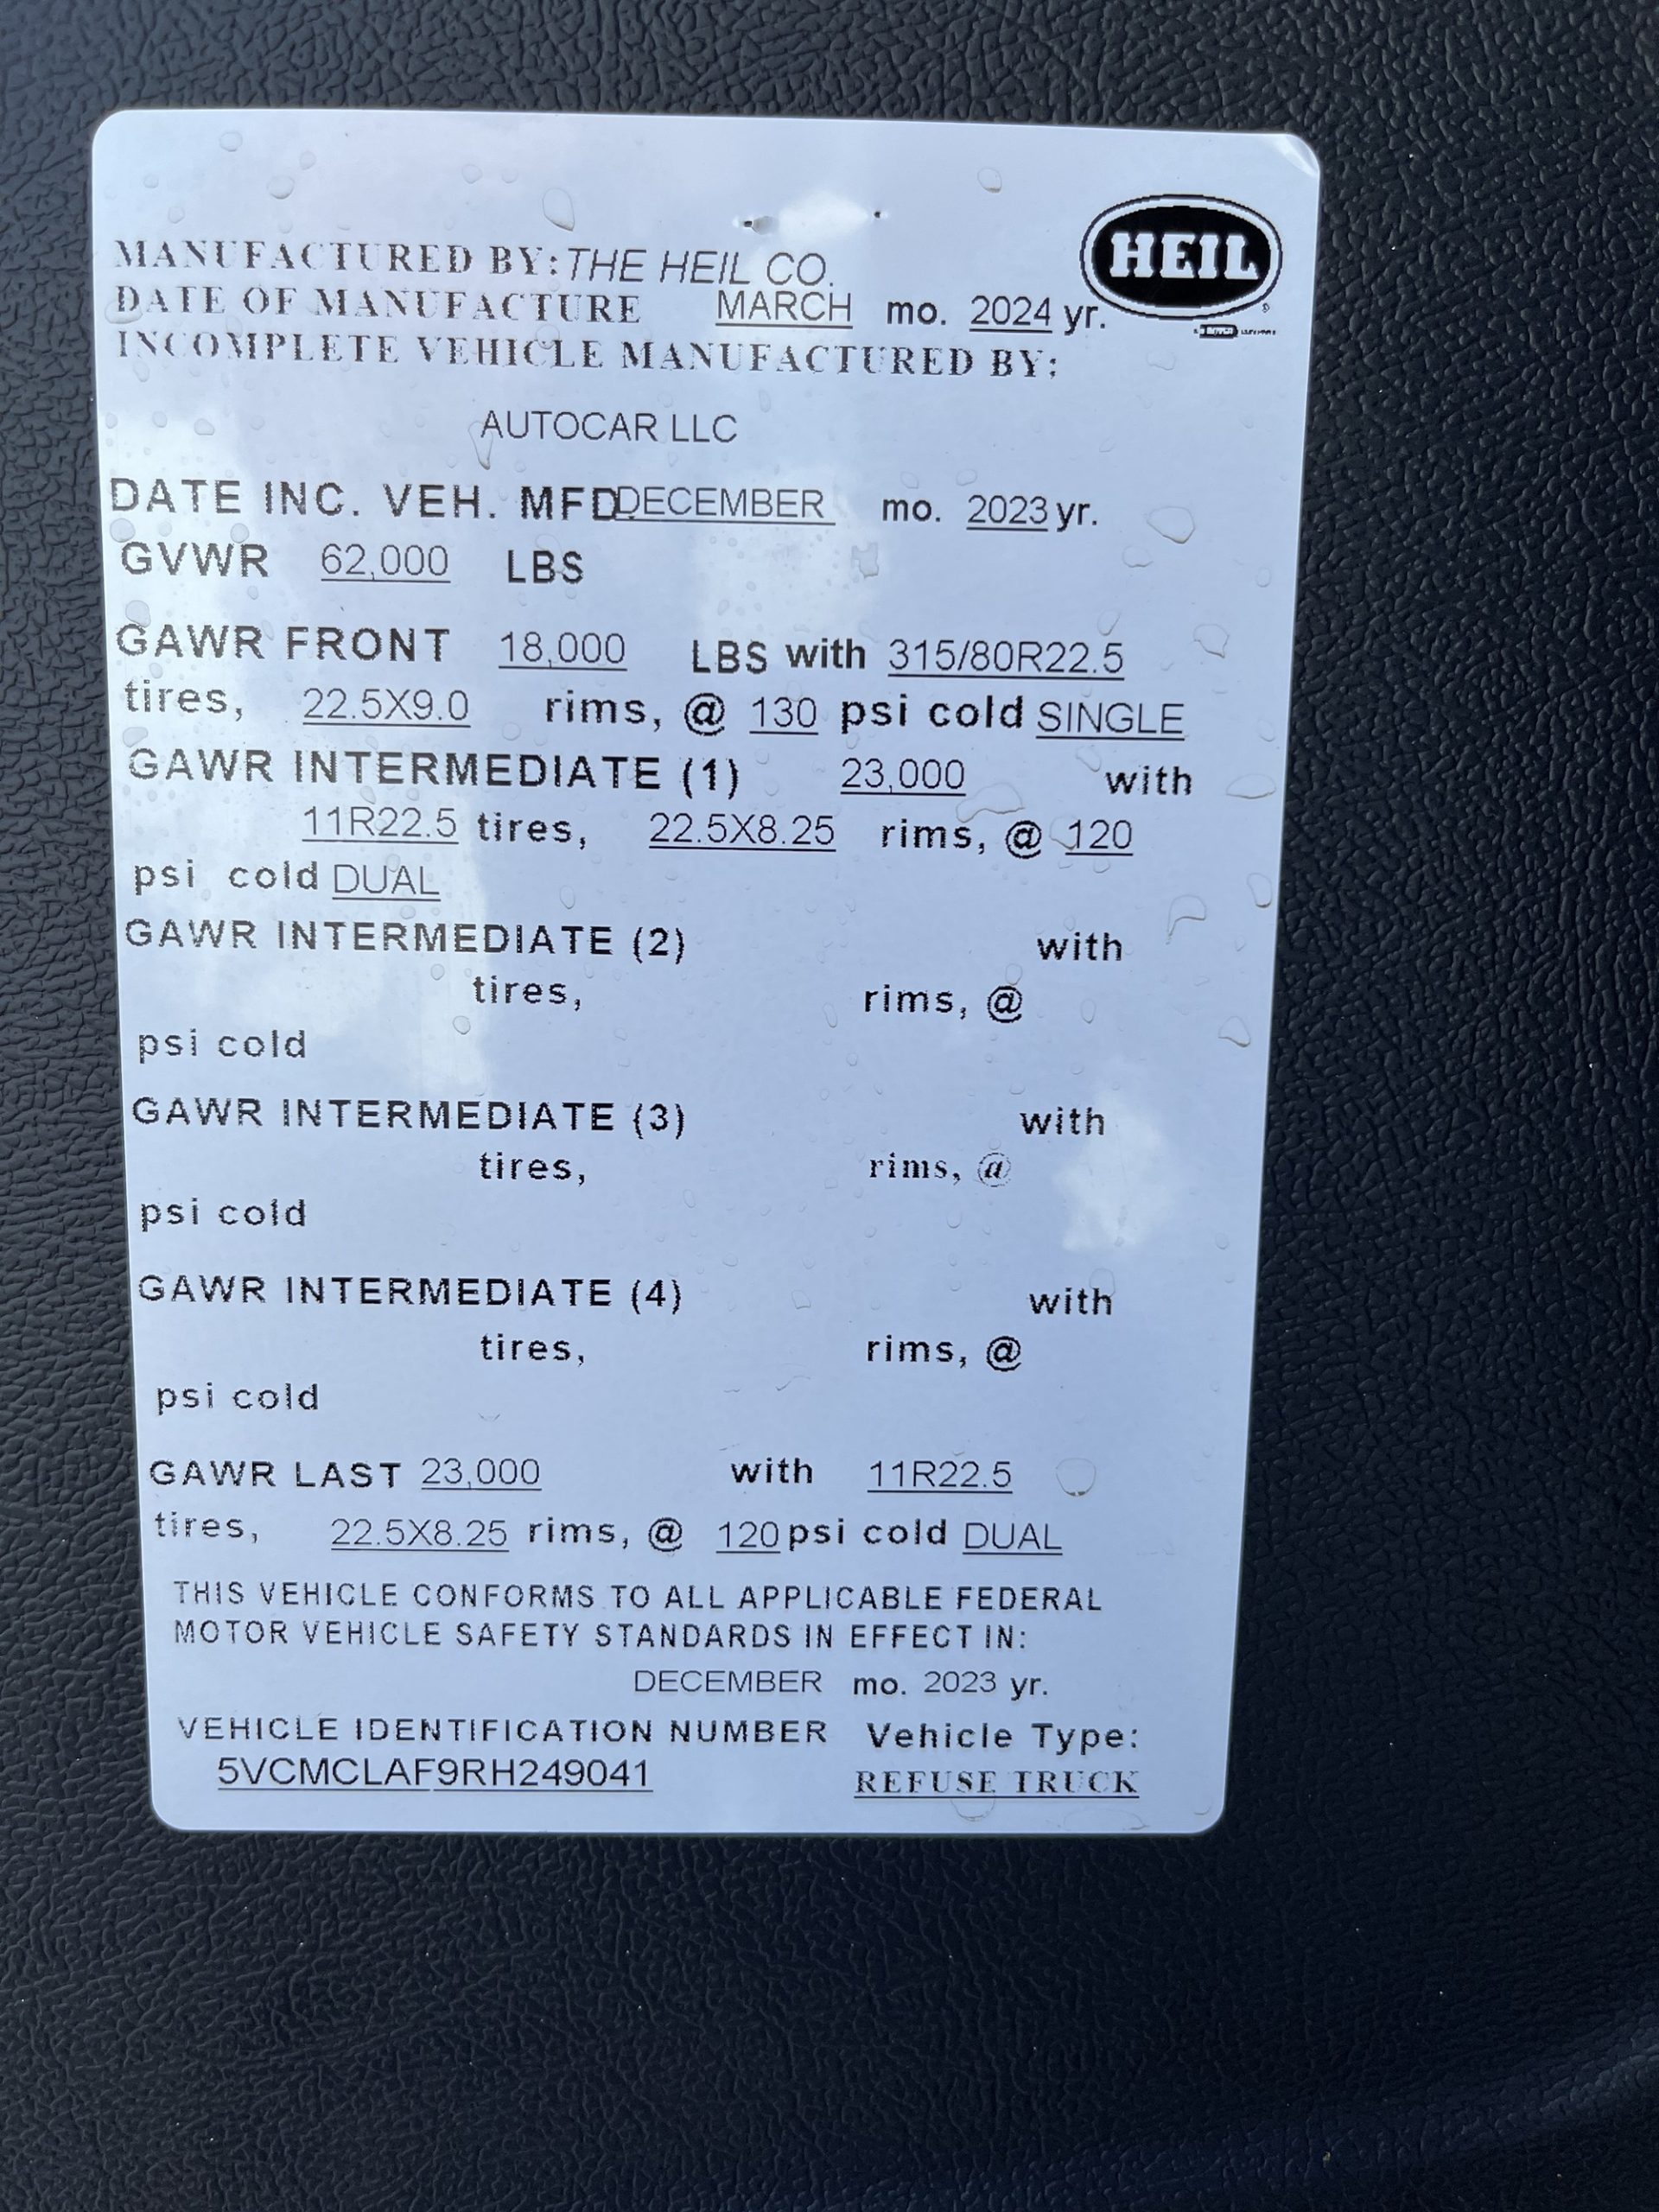 HEIL
MANUFACTURED BY: THE HEIL CO.
DATE OF MANUFACTURE MARCH mo. 2024 yr.
INCOMPLETE VEHICLE MANUFACTURED BY:
AUTOCAR LLC
DATE INC. VEH. MFD DECEMBER mo. 2023 yr.
GVWR 62,000 LBS
GAWR FRONT 18,000 LBS with 315/80R22.5
tires, 22.5X9.0 rims, @ 130 psi cold SINGLE
GAWR INTERMEDIATE (1) 23,000 with
11R22.5 tires, 22.5X8.25 rims, @ 120
psi cold DUAL
GAWR INTERMEDIATE (2) with
tires, rims, @
psi cold
GAWR INTERMEDIATE (3) with
tires, rims, @
psi cold
GAWR INTERMEDIATE (4) with
tires, rims, @
psi cold
GAWR LAST 23,000 with 11R22.5
tires, 22.5X8.25 rims, @ 120 psi cold DUAL
THIS VEHICLE CONFORMS TO ALL APPLICABLE FEDERAL
MOTOR VEHICLE SAFETY STANDARDS IN EFFECT IN:
DECEMBER mo. 2023 yr.
VEHICLE IDENTIFICATION NUMBER Vehicle Type:
5VCMCLAF9RH249041 REFUSE TRUCK